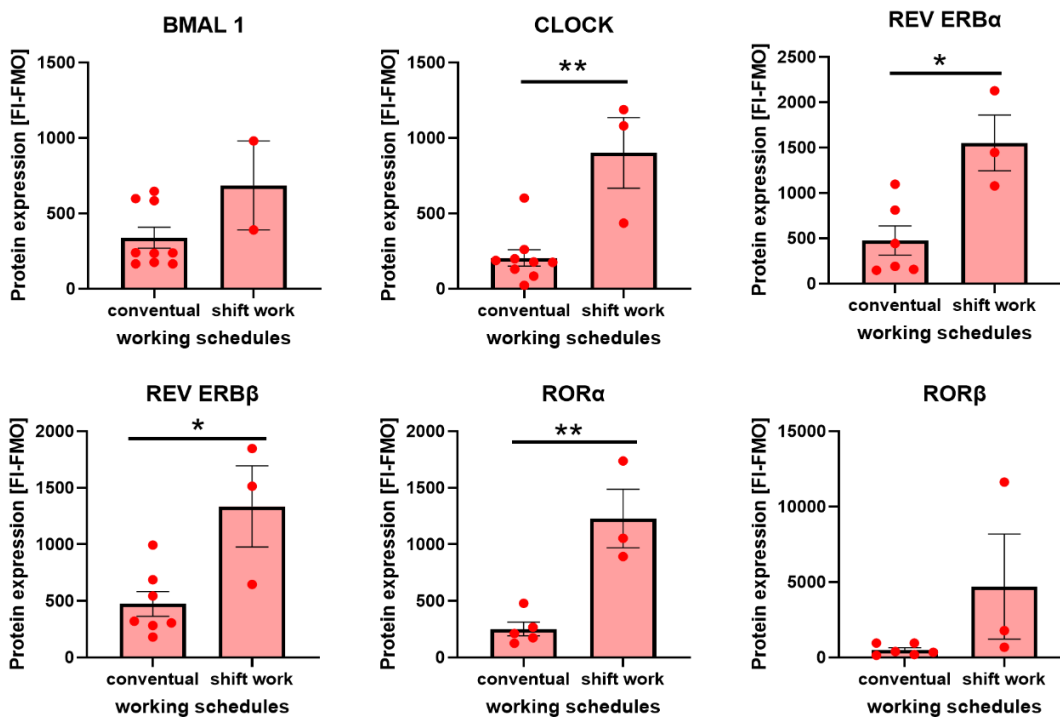 BMAL 1
Protein expression [FI-FMO]
1500
1000
500
0
conventual shift work
working schedules
CLOCK
Protein expression [FI-FMO]
**
1500
1000
500
0
conventual shift work
working schedules
REV ERBα
Protein expression [FI-FMO]
*
2500
2000
1500
1000
500
0
conventual shift work
working schedules
REV ERBβ
Protein expression [FI-FMO]
*
2000
1500
1000
500
0
conventual shift work
working schedules
RORα
Protein expression [FI-FMO]
**
2000
1500
1000
500
0
conventual shift work
working schedules
RORβ
Protein expression [FI-FMO]
15000
10000
5000
0
conventual shift work
working schedules